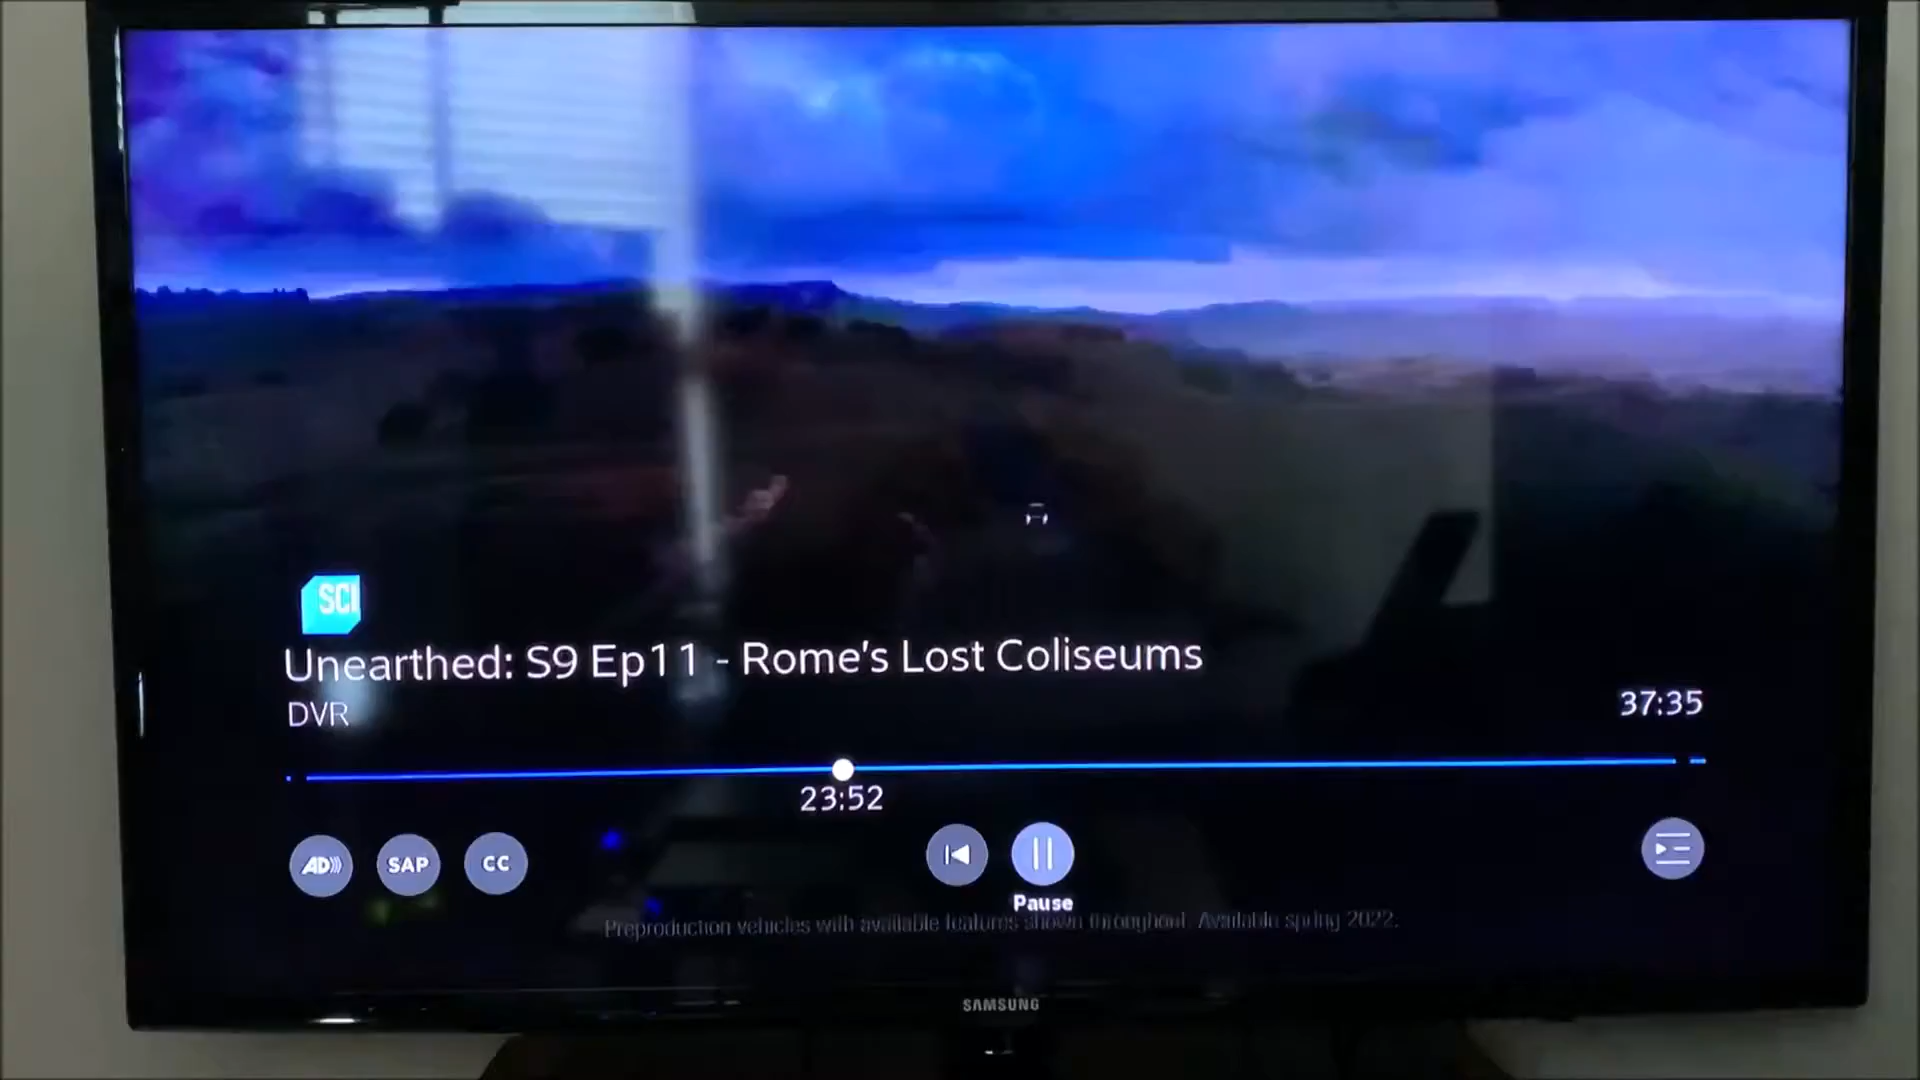 SCI
Unearthed: S9 Ep11 - Rome's Lost Coliseums
DVR
37:35
23:52
AD)))
SAP
CC
Pause
Preproduction vehicles with available features shown throughout. Available spring 2022.
SAMSUNG